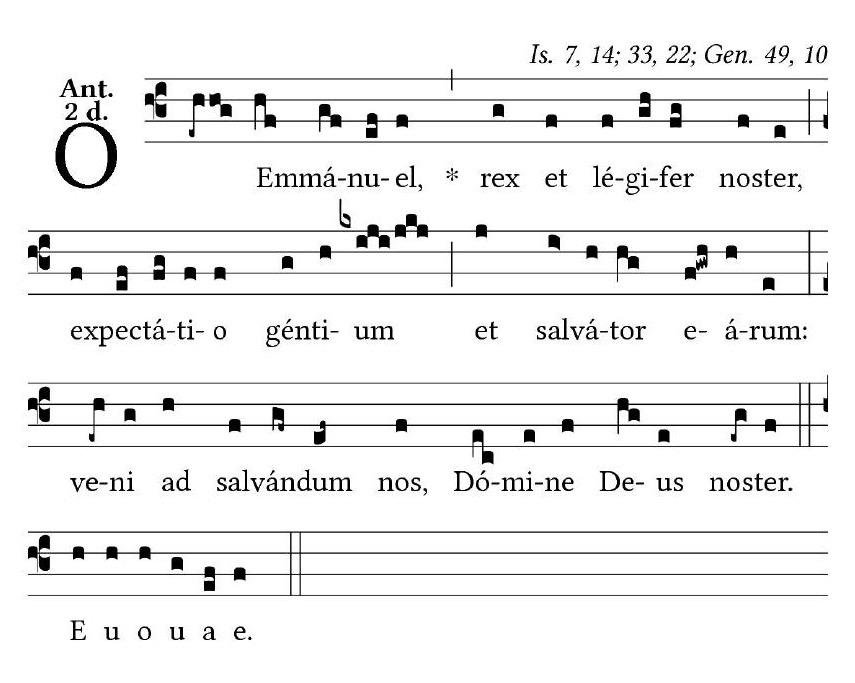 Is. 7, 14; 33, 22; Gen. 49, 10
Ant.
2 d.
O Emmá-nu-el, * rex et lé-gi-fer noster,
expectá-ti-o génti-um et salvá-tor e-á-rum:
ve-ni ad salvándum nos, Dó-mi-ne De-us noster.
E u o u a e.